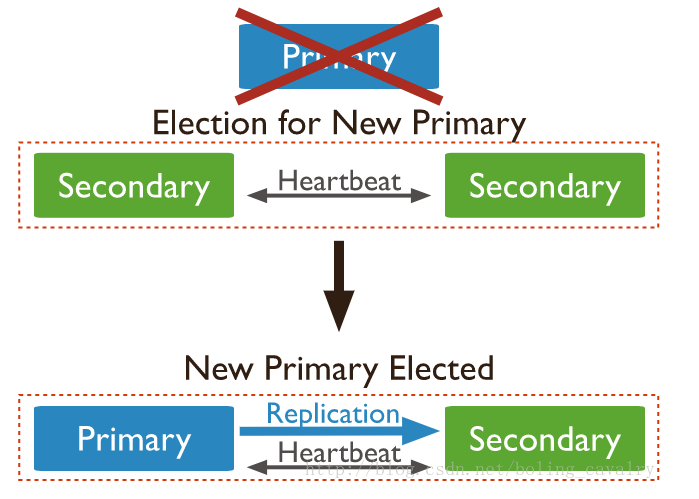 Primary
Election for New Primary
Secondary
Heartbeat
Secondary
New Primary Elected
Primary
Replication
Heartbeat
Secondary
http://blog.csdn.net/boling_cavalry